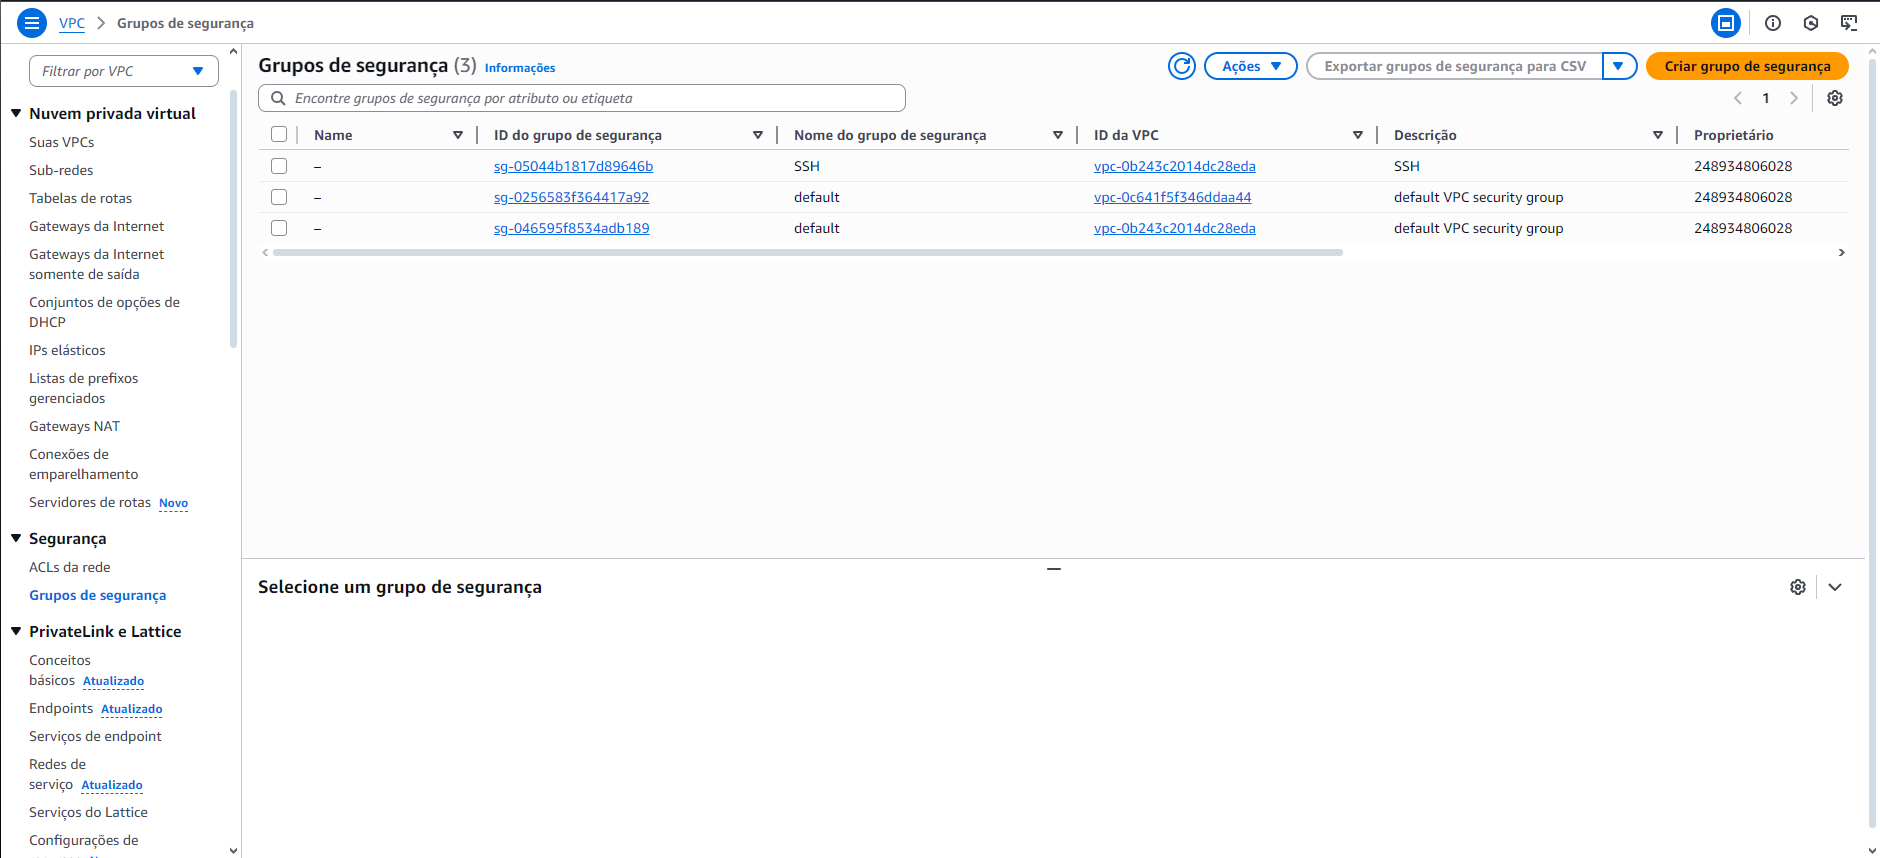 VPC > Grupos de segurança
Filtrar por VPC
Nuvem privada virtual
Suas VPCs
Sub-redes
Tabelas de rotas
Gateways da Internet
Gateways da Internet
somente de saída
Conjuntos de opções de
DHCP
IPs elásticos
Listas de prefixos
gerenciados
Gateways NAT
Conexões de
emparelhamento
Servidores de rotas Novo
Segurança
ACLs da rede
Grupos de segurança
PrivateLink e Lattice
Conceitos
básicos Atualizado
Endpoints Atualizado
Serviços de endpoint
Redes de
serviço Atualizado
Serviços do Lattice
Configurações de
Grupos de segurança (3) Informações
Ações
Exportar grupos de segurança para CSV
Criar grupo de segurança
Encontre grupos de segurança por atributo ou etiqueta
1
Name ID do grupo de segurança Nome do grupo de segurança ID da VPC Descrição Proprietário
– sg-05044b1817d89646b SSH vpc-0b243c2014dc28eda SSH 248934806028
– sg-0256583f364417a92 default vpc-0c641f5f346ddaa44 default VPC security group 248934806028
– sg-046595f8534adb189 default vpc-0b243c2014dc28eda default VPC security group 248934806028
Selecione um grupo de segurança